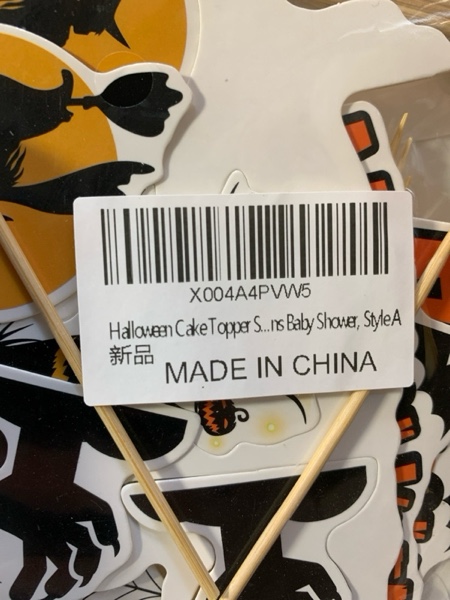 X004A4PVW5
Halloween Cake Topper S...ns Baby Shower, Style A
新品
MADE IN CHINA